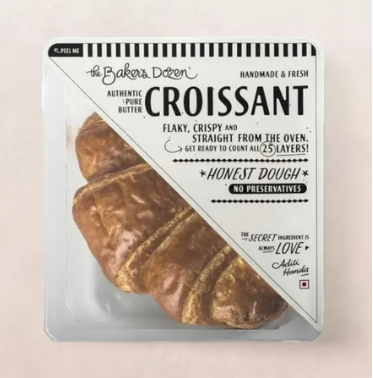 PEEL ME
the Baker's Dozen
HANDMADE & FRESH
AUTHENTIC
PURE
BUTTER
CROISSANT
FLAKY, CRISPY AND
STRAIGHT FROM THE OVEN.
GET READY TO COUNT ALL 25 LAYERS!
*HONEST DOUGH*
NO PRESERVATIVES
THE SECRET INGREDIENT IS
ALWAYS LOVE
Aditi
Handa